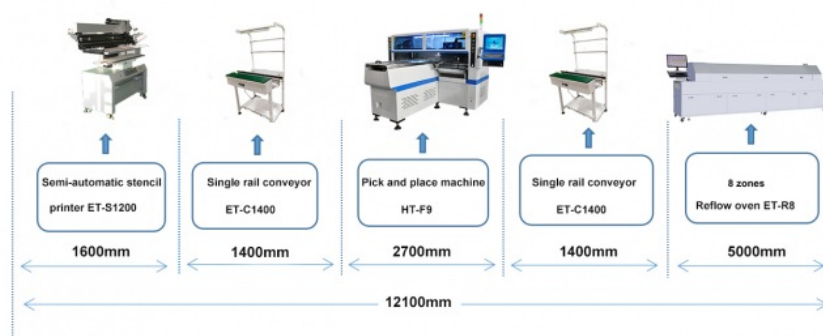 Semi-automatic stencil
printer ET-S1200
Single rail conveyor
ET-C1400
Pick and place machine
HT-F9
Single rail conveyor
ET-C1400
8 zones
Reflow oven ET-R8
1600mm
1400mm
2700mm
1400mm
5000mm
12100mm